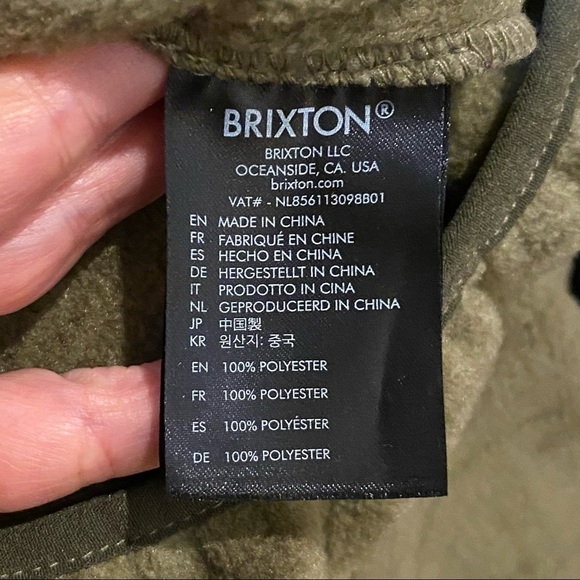 BRIXTON®
BRIXTON LLC
OCEANSIDE, CA. USA
brixton.com
VAT# - NL856113098B01
EN MADE IN CHINA
FR FABRIQUÉ EN CHINE
ES HECHO EN CHINA
DE HERGESTELLT IN CHINA
IT PRODOTTO IN CINA
NL GEPRODUCEERD IN CHINA
JP 中国製
KR 원산지: 중국
EN 100% POLYESTER
FR 100% POLYESTER
ES 100% POLYÉSTER
DE 100% POLYESTER